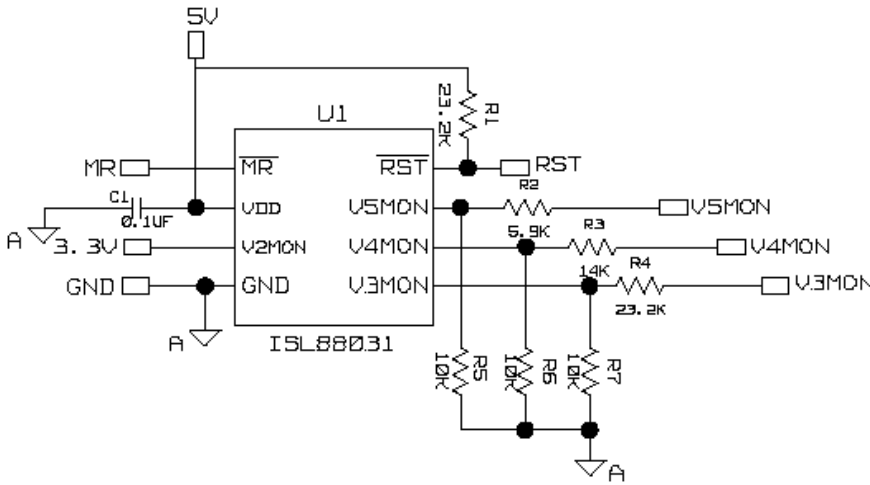 5V
U1
23.2K
R1
MR
MR
RST
RST
C1
0.1UF
VDD
V5MON
R2
5.9K
V5MON
A
3.3V
V2MON
V4MON
R3
14K
V4MON
GND
GND
V3MON
R4
23.2K
V3MON
A
ISL88031
10K
R5
10K
R6
10K
R7
A